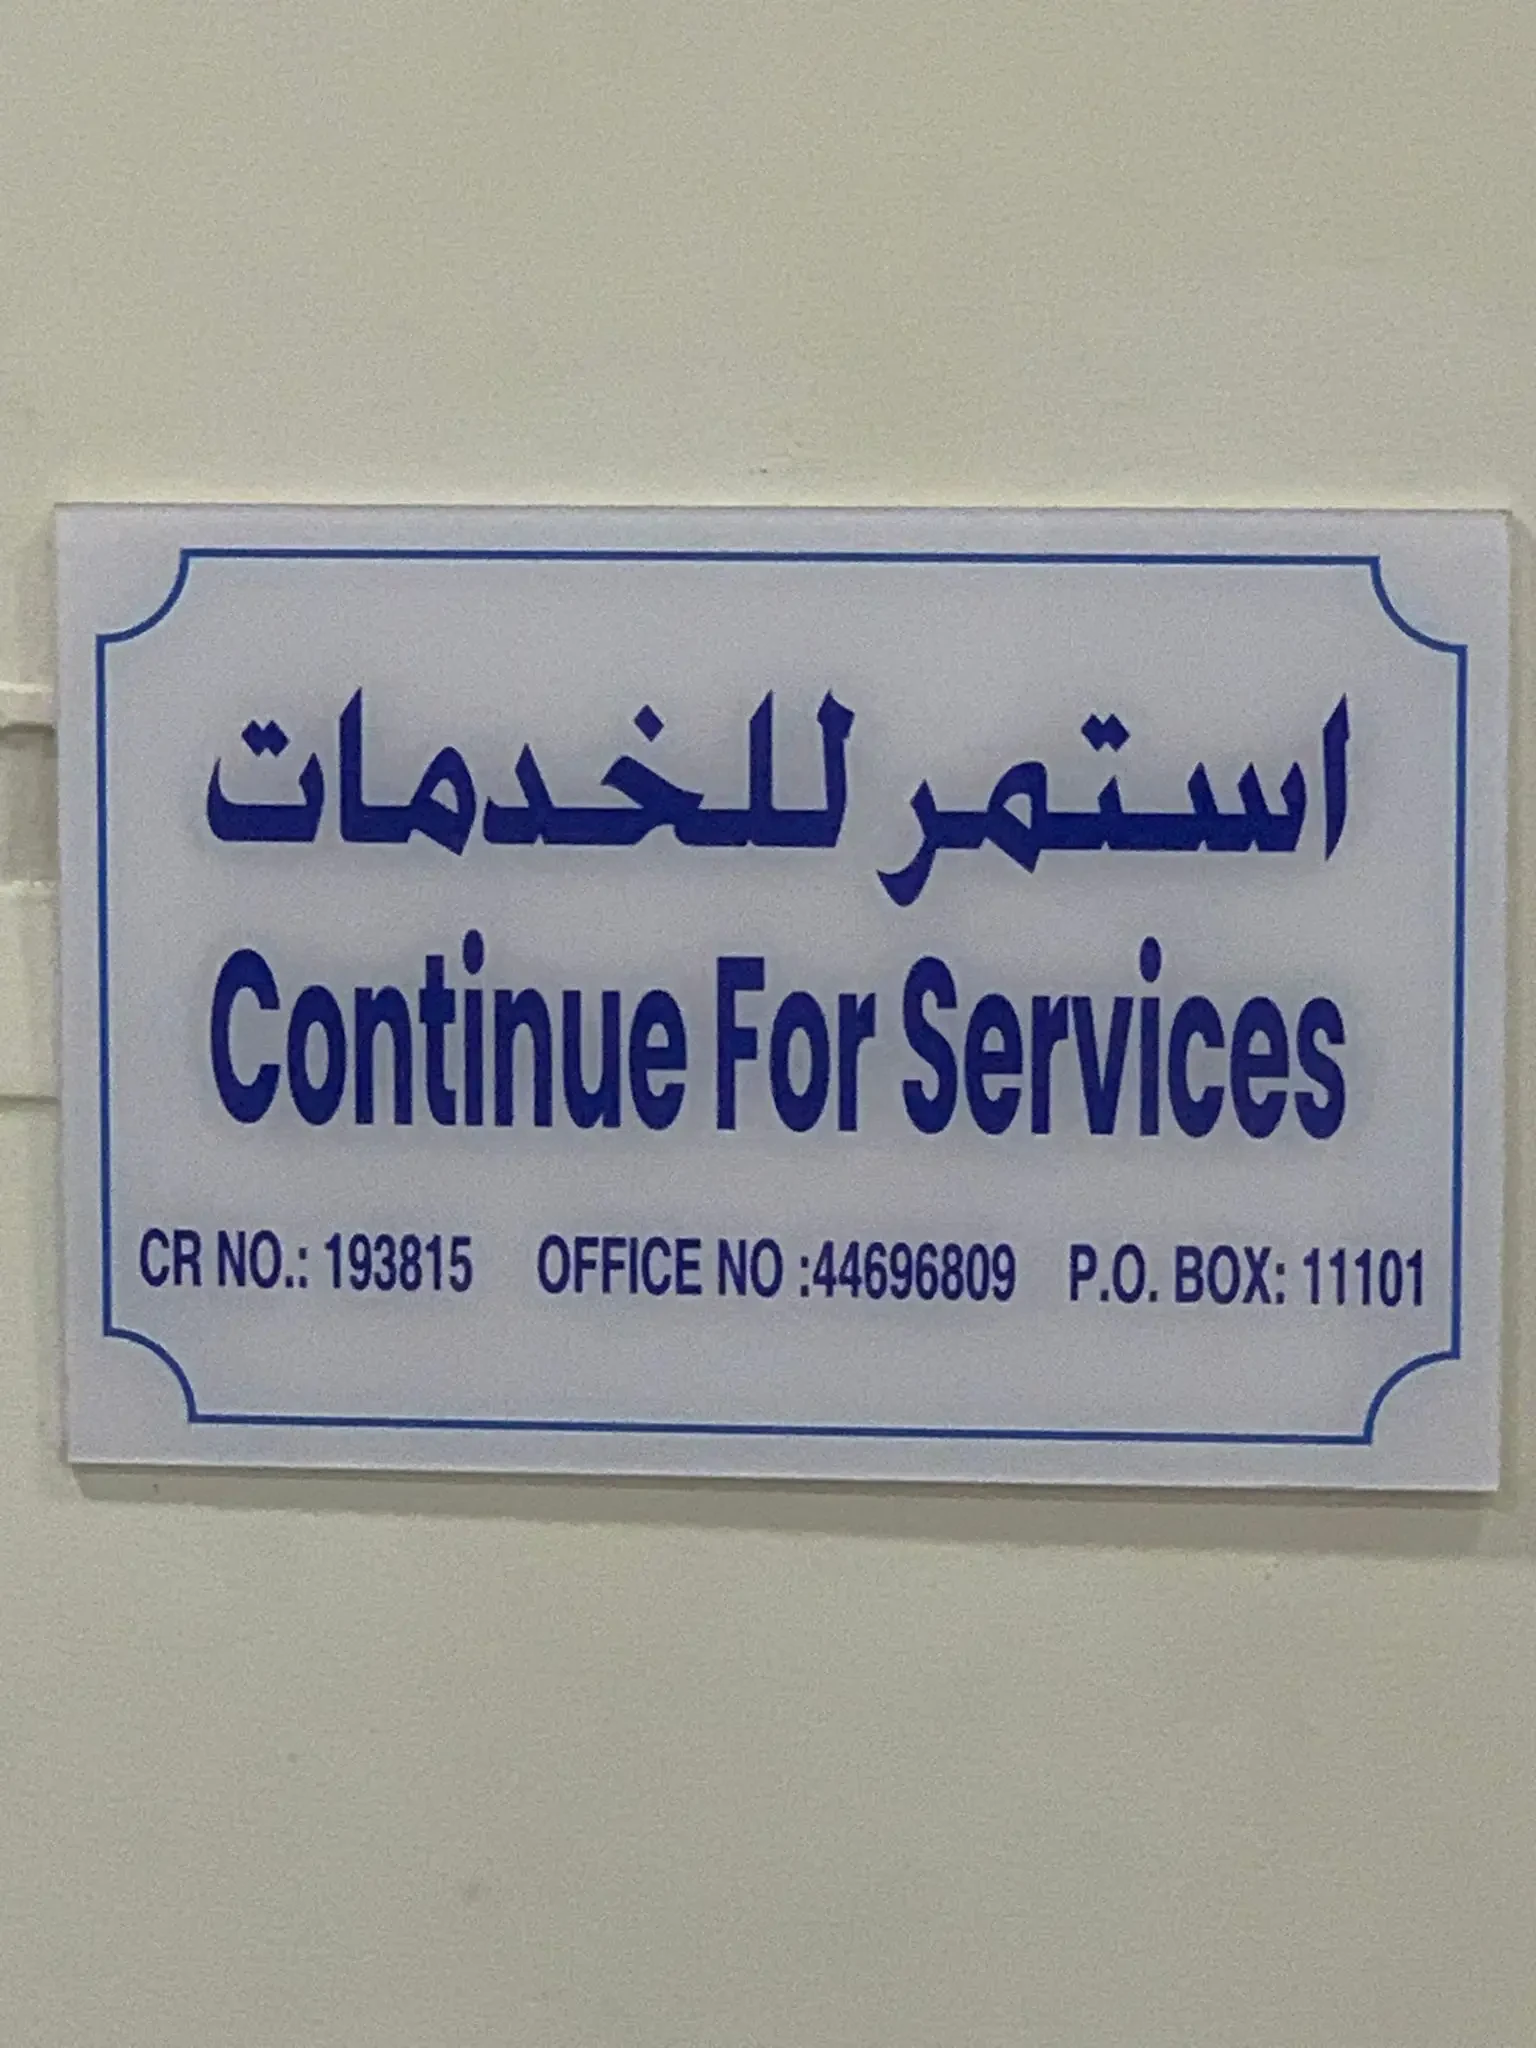 استمر للخدمات
Continue For Services
CR NO.: 193815 OFFICE NO :44696809 P.O. BOX: 11101